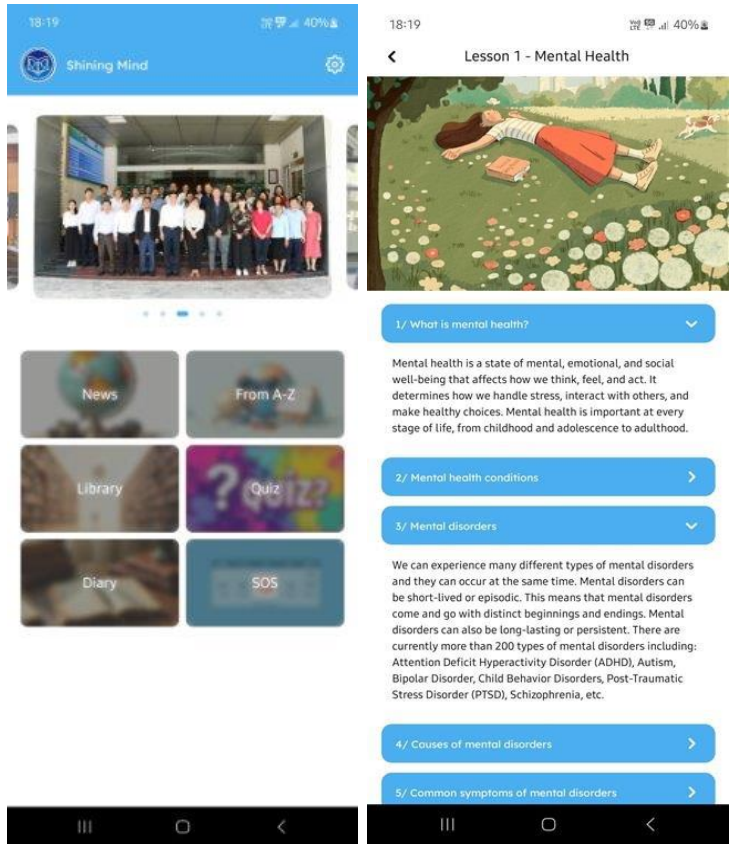 18:19
40%
Shining Mind
News
From A-Z
Library
Quiz
? QUIZ?
Diary
SOS
18:19
40%
Lesson 1 - Mental Health
1/ What is mental health?
Mental health is a state of mental, emotional, and social
well-being that affects how we think, feel, and act. It
determines how we handle stress, interact with others, and
make healthy choices. Mental health is important at every
stage of life, from childhood and adolescence to adulthood.
2/ Mental health conditions
3/ Mental disorders
We can experience many different types of mental disorders
and they can occur at the same time. Mental disorders can
be short-lived or episodic. This means that mental disorders
come and go with distinct beginnings and endings. Mental
disorders can also be long-lasting or persistent. There are
currently more than 200 types of mental disorders including:
Attention Deficit Hyperactivity Disorder (ADHD), Autism,
Bipolar Disorder, Child Behavior Disorders, Post-Traumatic
Stress Disorder (PTSD), Schizophrenia, etc.
4/ Causes of mental disorders
5/ Common symptoms of mental disorders